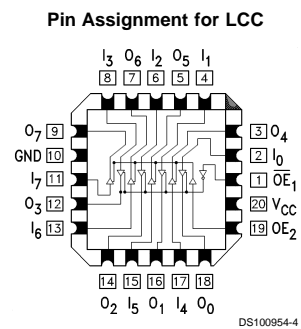 Pin Assignment for LCC
I3 O6 I2 O5 I1
8 7 6 5 4
O7 9 3 O4
GND 10 2 I0
I7 11 1 O̅E̅1
O3 12 20 VCC
I6 13 19 OE2
14 15 16 17 18
O2 I5 O1 I4 O0
DS100954-4